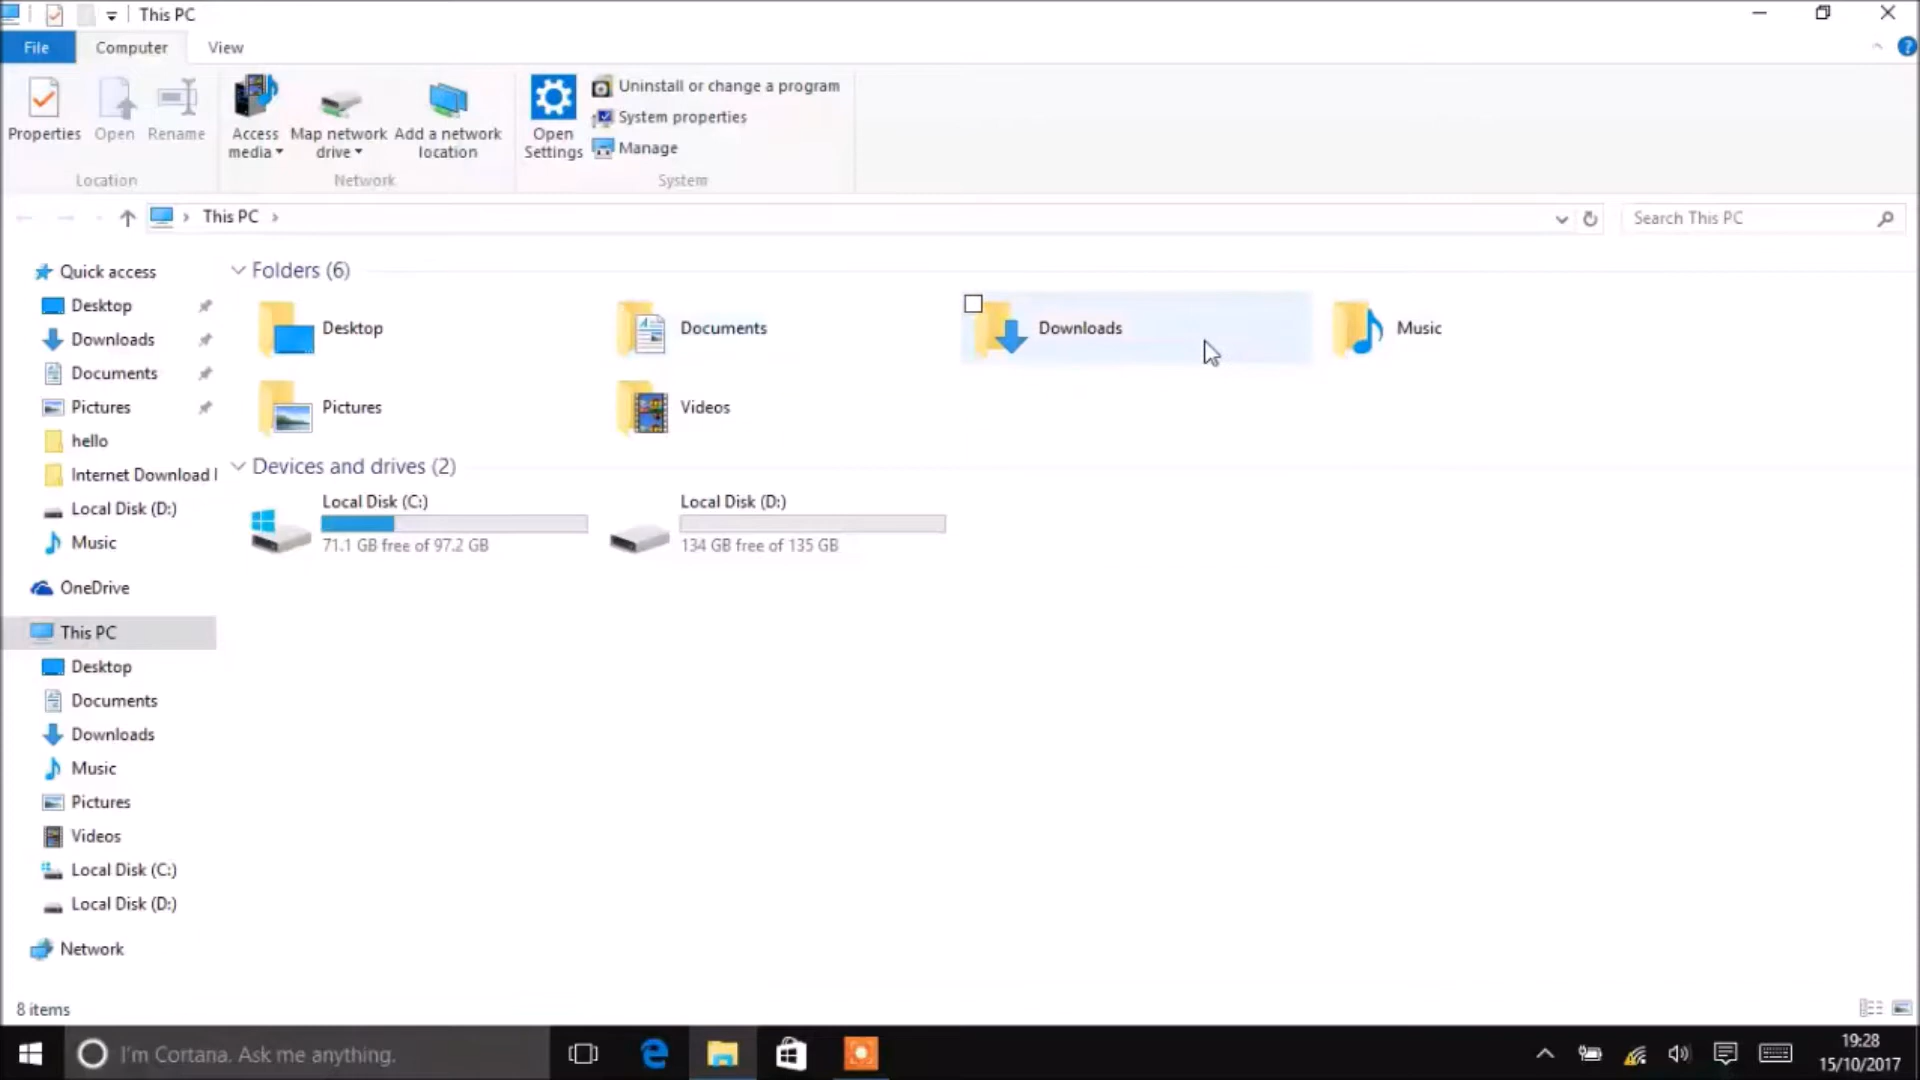 This PC
File Computer View
Properties Open Rename
Access media
Map network drive
Add a network location
Open Settings
Uninstall or change a program
System properties
Manage
Location Network System
This PC
Search This PC
Quick access
Desktop
Downloads
Documents
Pictures
hello
Internet Download
Local Disk (D:)
Music
OneDrive
This PC
Desktop
Documents
Downloads
Music
Pictures
Videos
Local Disk (C:)
Local Disk (D:)
Network
Folders (6)
Desktop Documents Downloads Music
Pictures Videos
Devices and drives (2)
Local Disk (C:)
71.1 GB free of 97.2 GB
Local Disk (D:)
134 GB free of 135 GB
8 items
I'm Cortana. Ask me anything.
19:28
15/10/2017